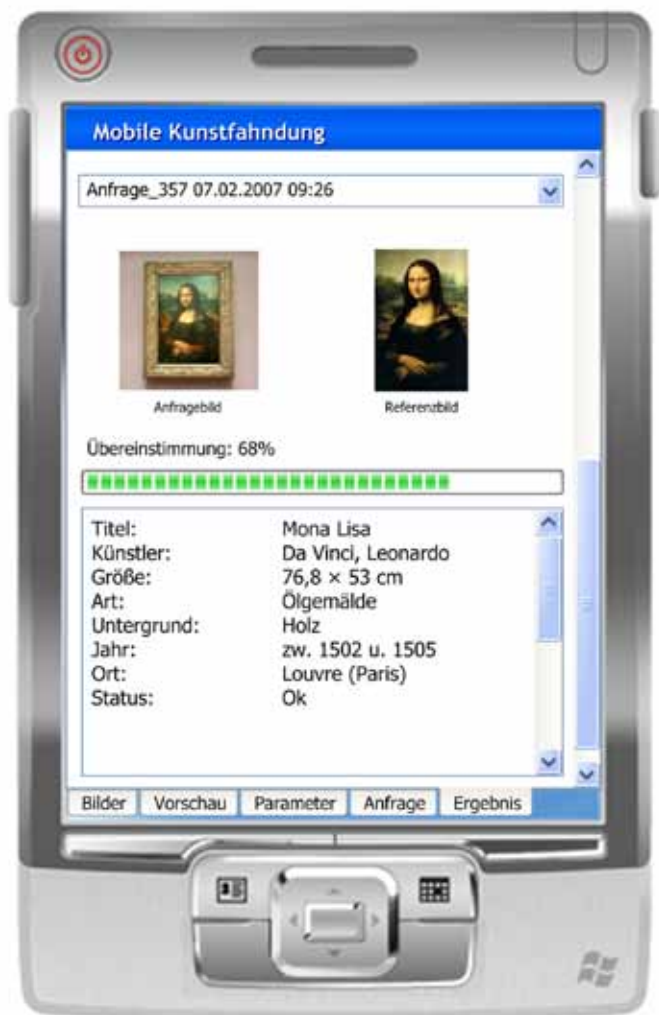 Mobile Kunstfahndung
Anfrage_357 07.02.2007 09:26
Anfragebild Referenzbild
Übereinstimmung: 68%
Titel: Mona Lisa
Künstler: Da Vinci, Leonardo
Größe: 76,8 × 53 cm
Art: Ölgemälde
Untergrund: Holz
Jahr: zw. 1502 u. 1505
Ort: Louvre (Paris)
Status: Ok
Bilder Vorschau Parameter Anfrage Ergebnis